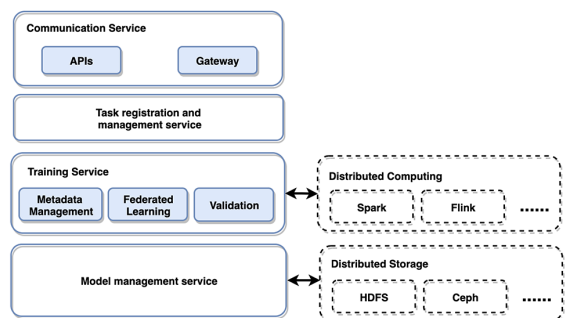 Communication Service
APIs
Gateway
Task registration and
management service
Training Service
Metadata
Management
Federated
Learning
Validation
Distributed Computing
Spark
Flink
......
Model management service
Distributed Storage
HDFS
Ceph
......